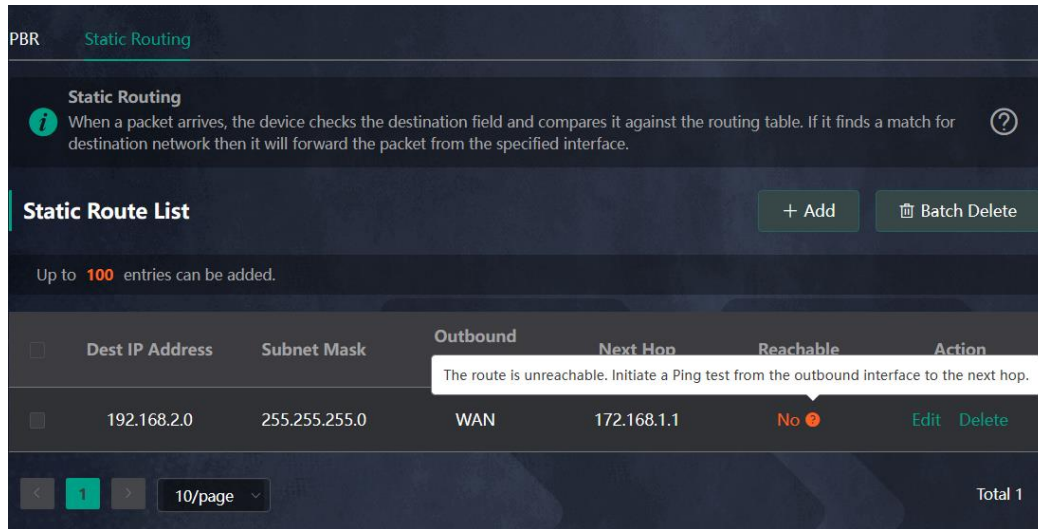 PBR Static Routing
Static Routing
When a packet arrives, the device checks the destination field and compares it against the routing table. If it finds a match for
destination network then it will forward the packet from the specified interface.
Static Route List + Add Batch Delete
Up to 100 entries can be added.
Dest IP Address Subnet Mask Outbound Next Hop Reachable Action
The route is unreachable. Initiate a Ping test from the outbound interface to the next hop.
192.168.2.0 255.255.255.0 WAN 172.168.1.1 No ? Edit Delete
< 1 > 10/page Total 1